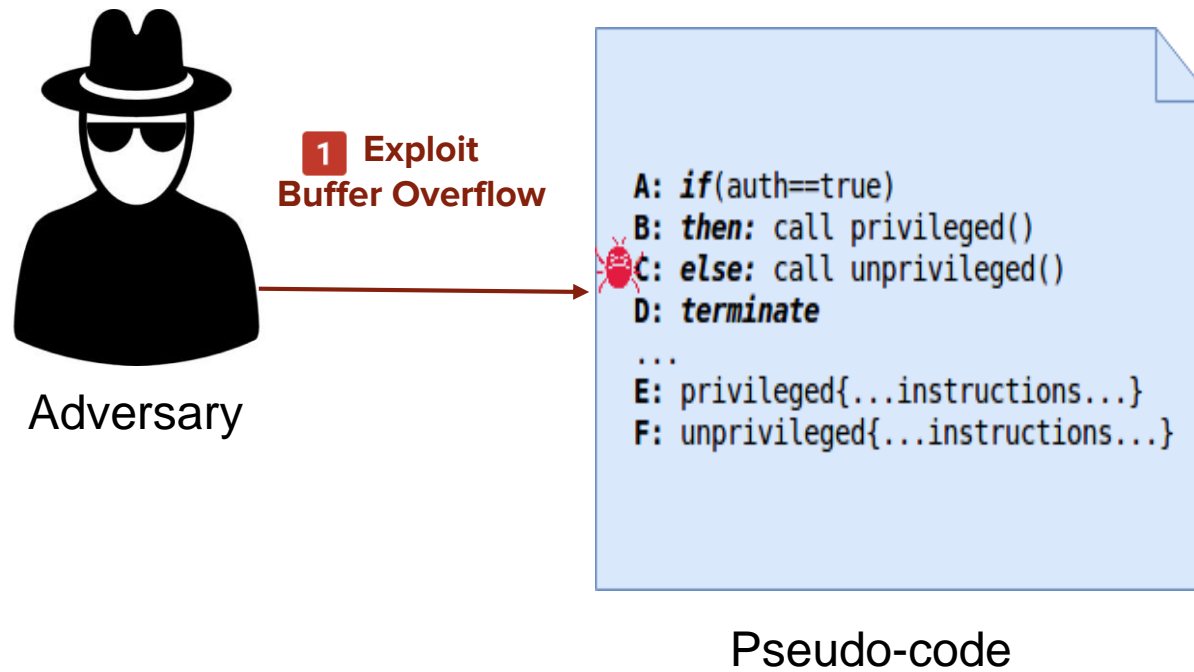 1 Exploit
Buffer Overflow
A: if(auth==true)
B: then: call privileged()
C: else: call unprivileged()
D: terminate
...
E: privileged{...instructions...}
F: unprivileged{...instructions...}
Adversary
Pseudo-code